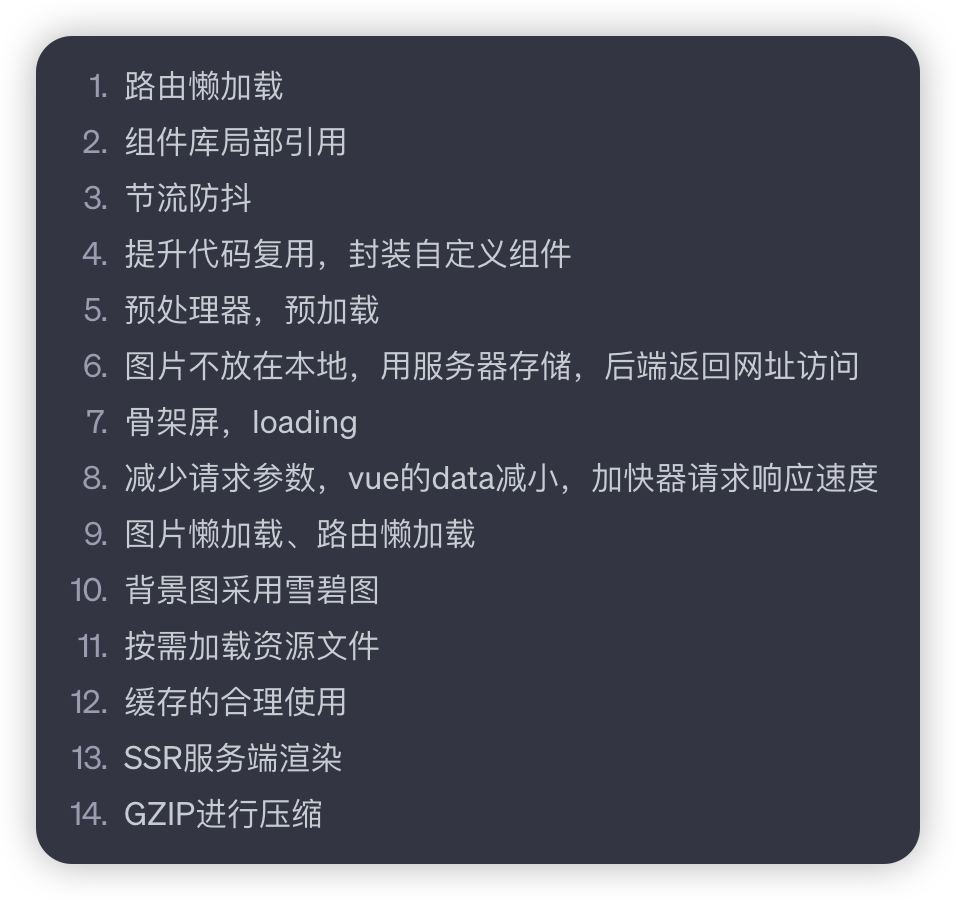 1. 路由懒加载
2. 组件库局部引用
3. 节流防抖
4. 提升代码复用，封装自定义组件
5. 预处理器，预加载
6. 图片不放在本地，用服务器存储，后端返回网址访问
7. 骨架屏，loading
8. 减少请求参数，vue的data减小，加快器请求响应速度
9. 图片懒加载、路由懒加载
10. 背景图采用雪碧图
11. 按需加载资源文件
12. 缓存的合理使用
13. SSR服务端渲染
14. GZIP进行压缩